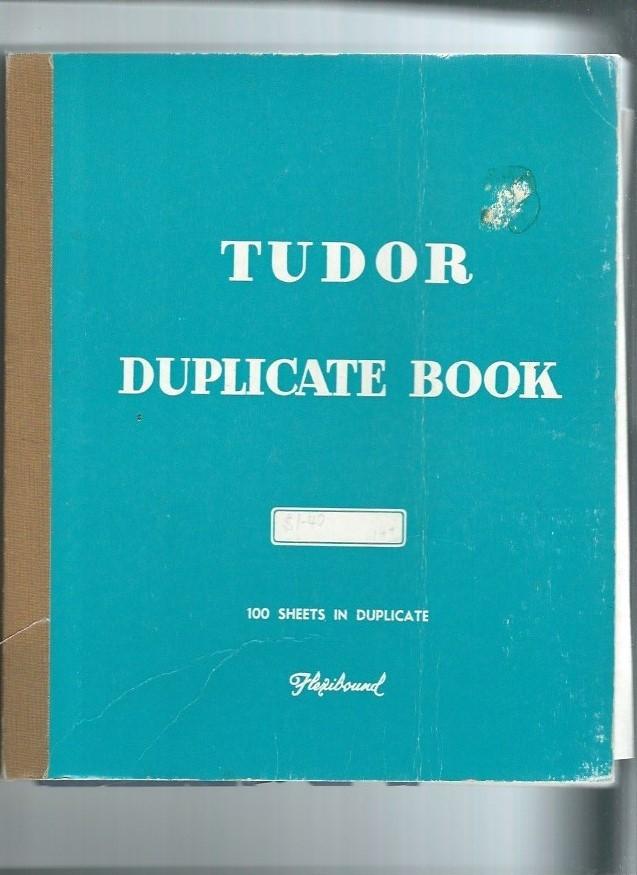 TUDOR
DUPLICATE BOOK
$1-40
100 SHEETS IN DUPLICATE
Flexibound